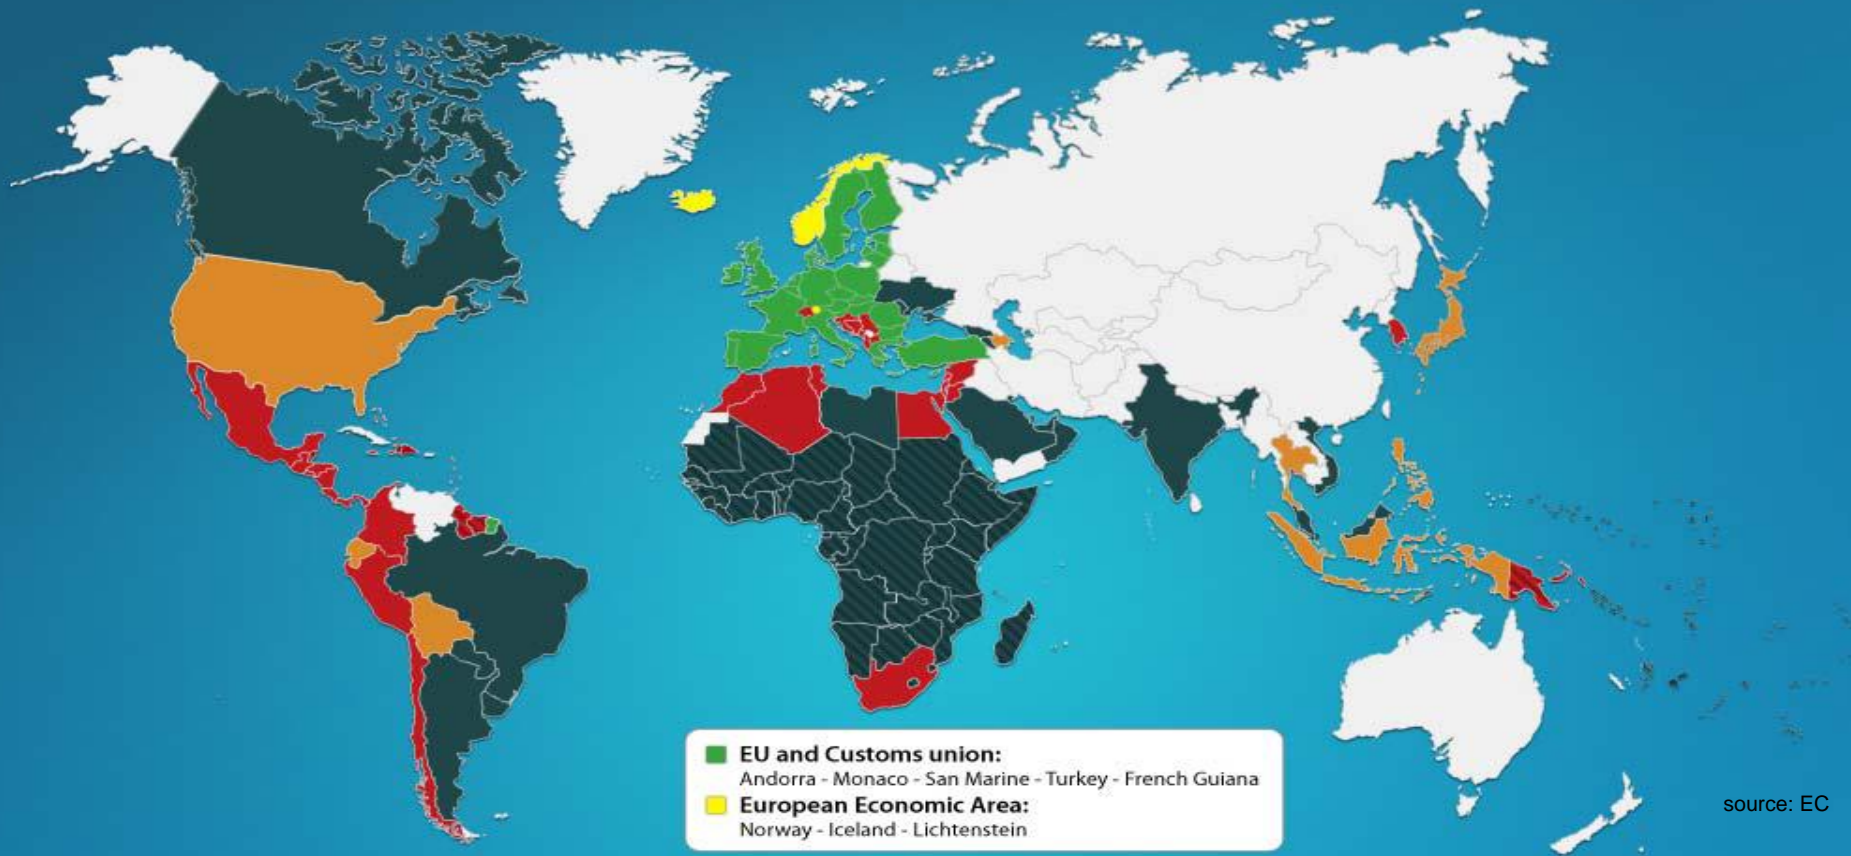 EU and Customs union:
Andorra - Monaco - San Marine - Turkey - French Guiana
European Economic Area:
Norway - Iceland - Lichtenstein
source: EC